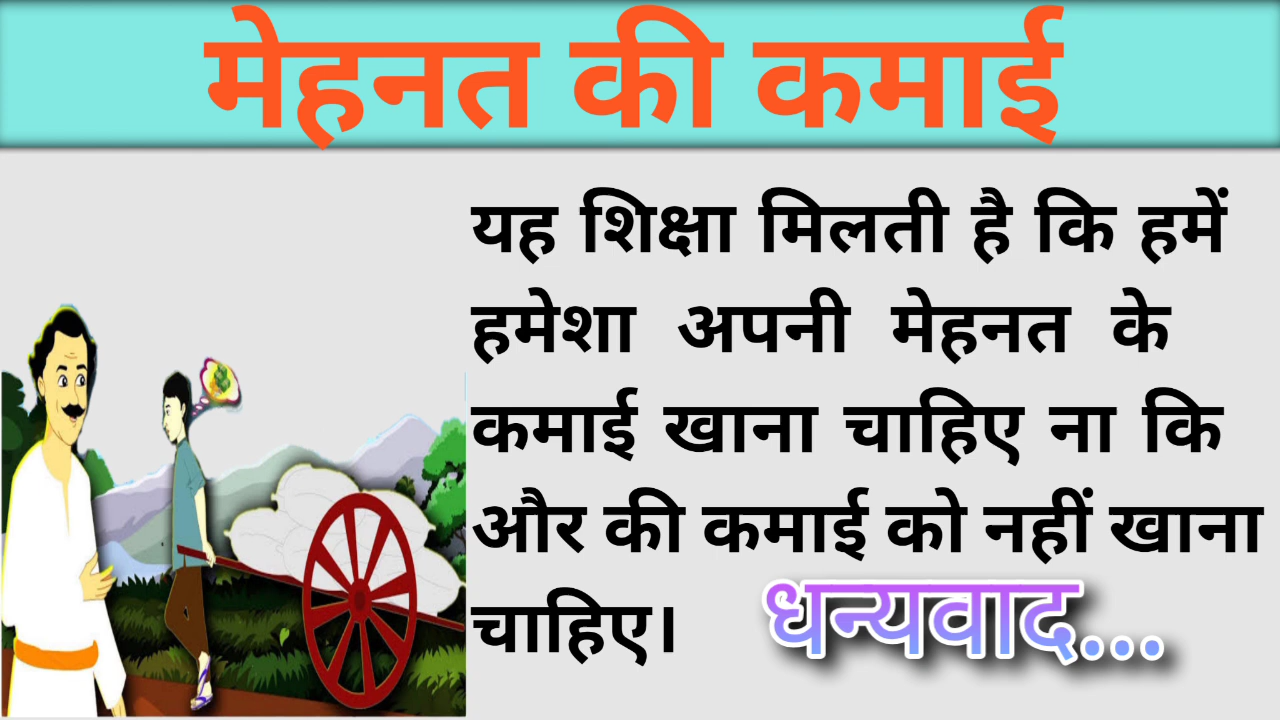 मेहनत की कमाई
यह शिक्षा मिलती है कि हमें
हमेशा अपनी मेहनत के
कमाई खाना चाहिए ना कि
और की कमाई को नहीं खाना
चाहिए।
धन्यवाद...